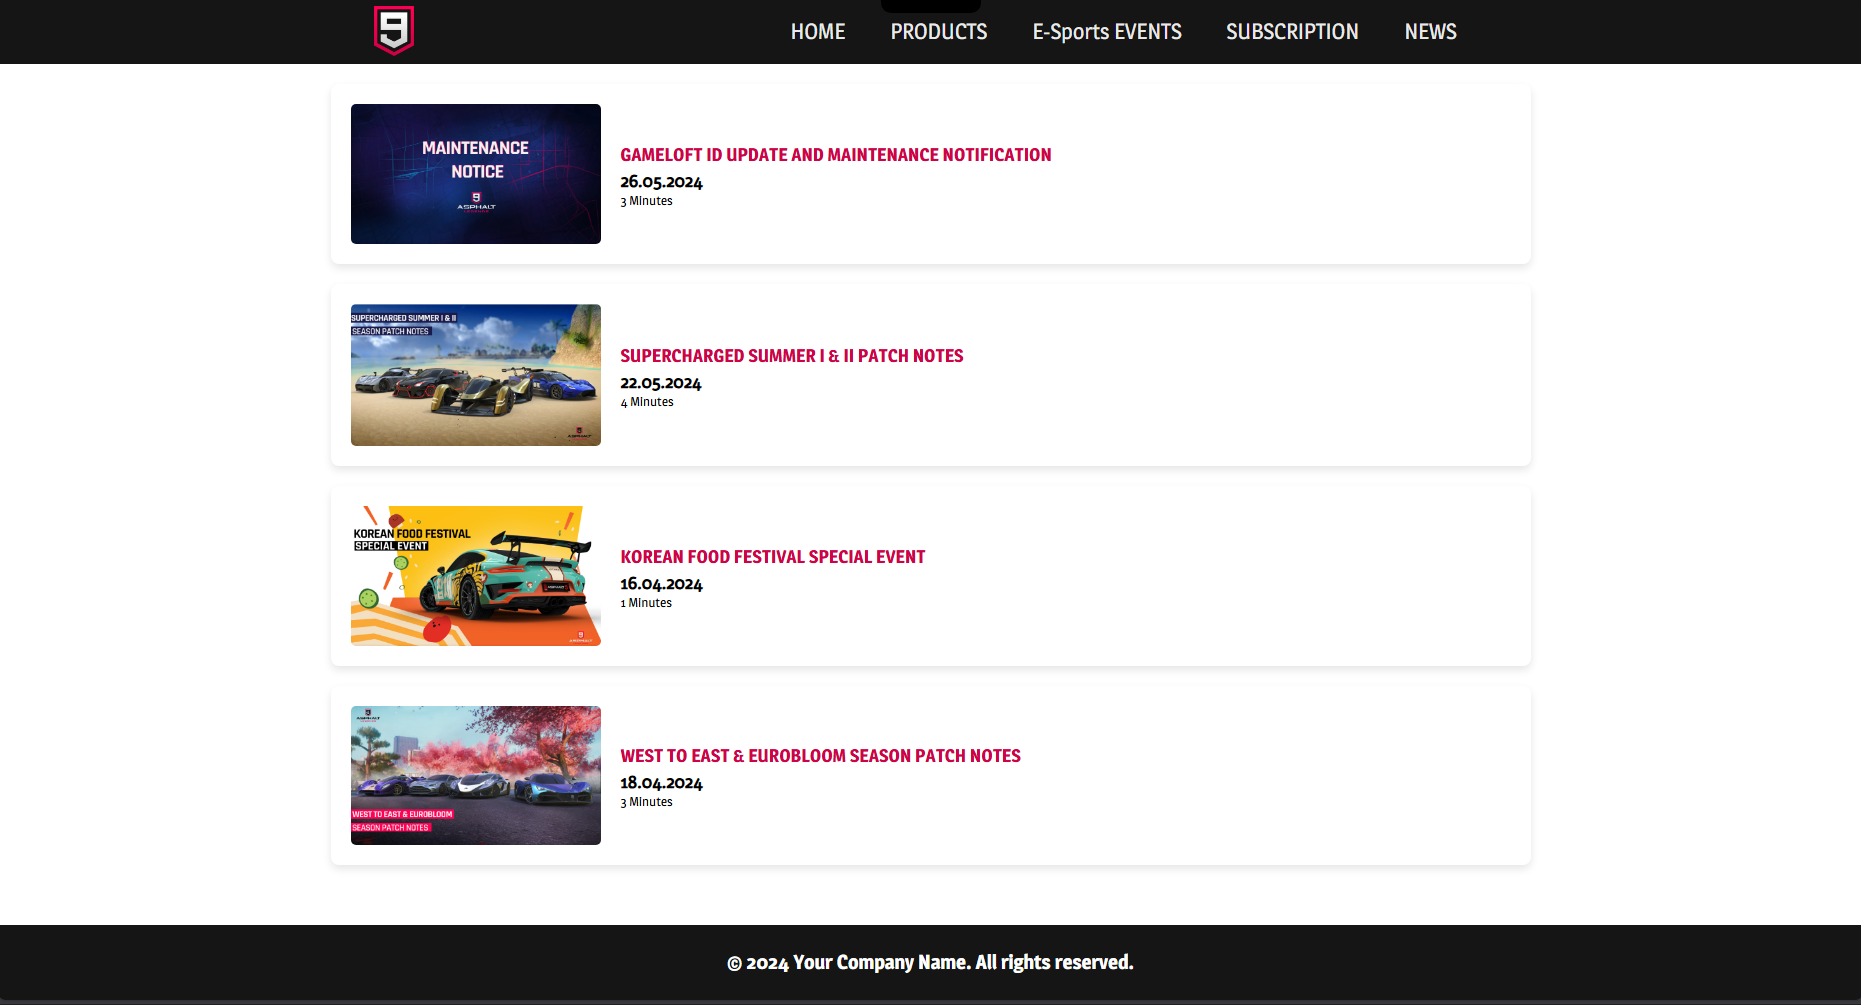 9
HOME PRODUCTS E-Sports EVENTS SUBSCRIPTION NEWS
MAINTENANCE
NOTICE
9
ASPHALT
LEGENDS
GAMELOFT ID UPDATE AND MAINTENANCE NOTIFICATION
26.05.2024
3 Minutes
SUPERCHARGED SUMMER I & II
SEASON PATCH NOTES
SUPERCHARGED SUMMER I & II PATCH NOTES
22.05.2024
4 Minutes
KOREAN FOOD FESTIVAL
SPECIAL EVENT
KOREAN FOOD FESTIVAL SPECIAL EVENT
16.04.2024
1 Minutes
ASPHALT
WEST TO EAST & EUROBLOOM
SEASON PATCH NOTES
WEST TO EAST & EUROBLOOM SEASON PATCH NOTES
18.04.2024
3 Minutes
© 2024 Your Company Name. All rights reserved.